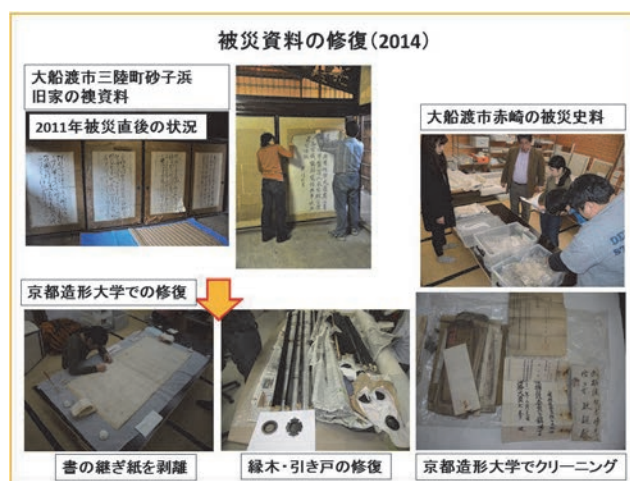 被災資料の修復(2014)
大船渡市三陸町砂子浜
旧家の襖資料
2011年被災直後の状況
大船渡市赤崎の被災史料
京都造形大学での修復
書の継ぎ紙を剥離
縁木・引き戸の修復
京都造形大学でクリーニング